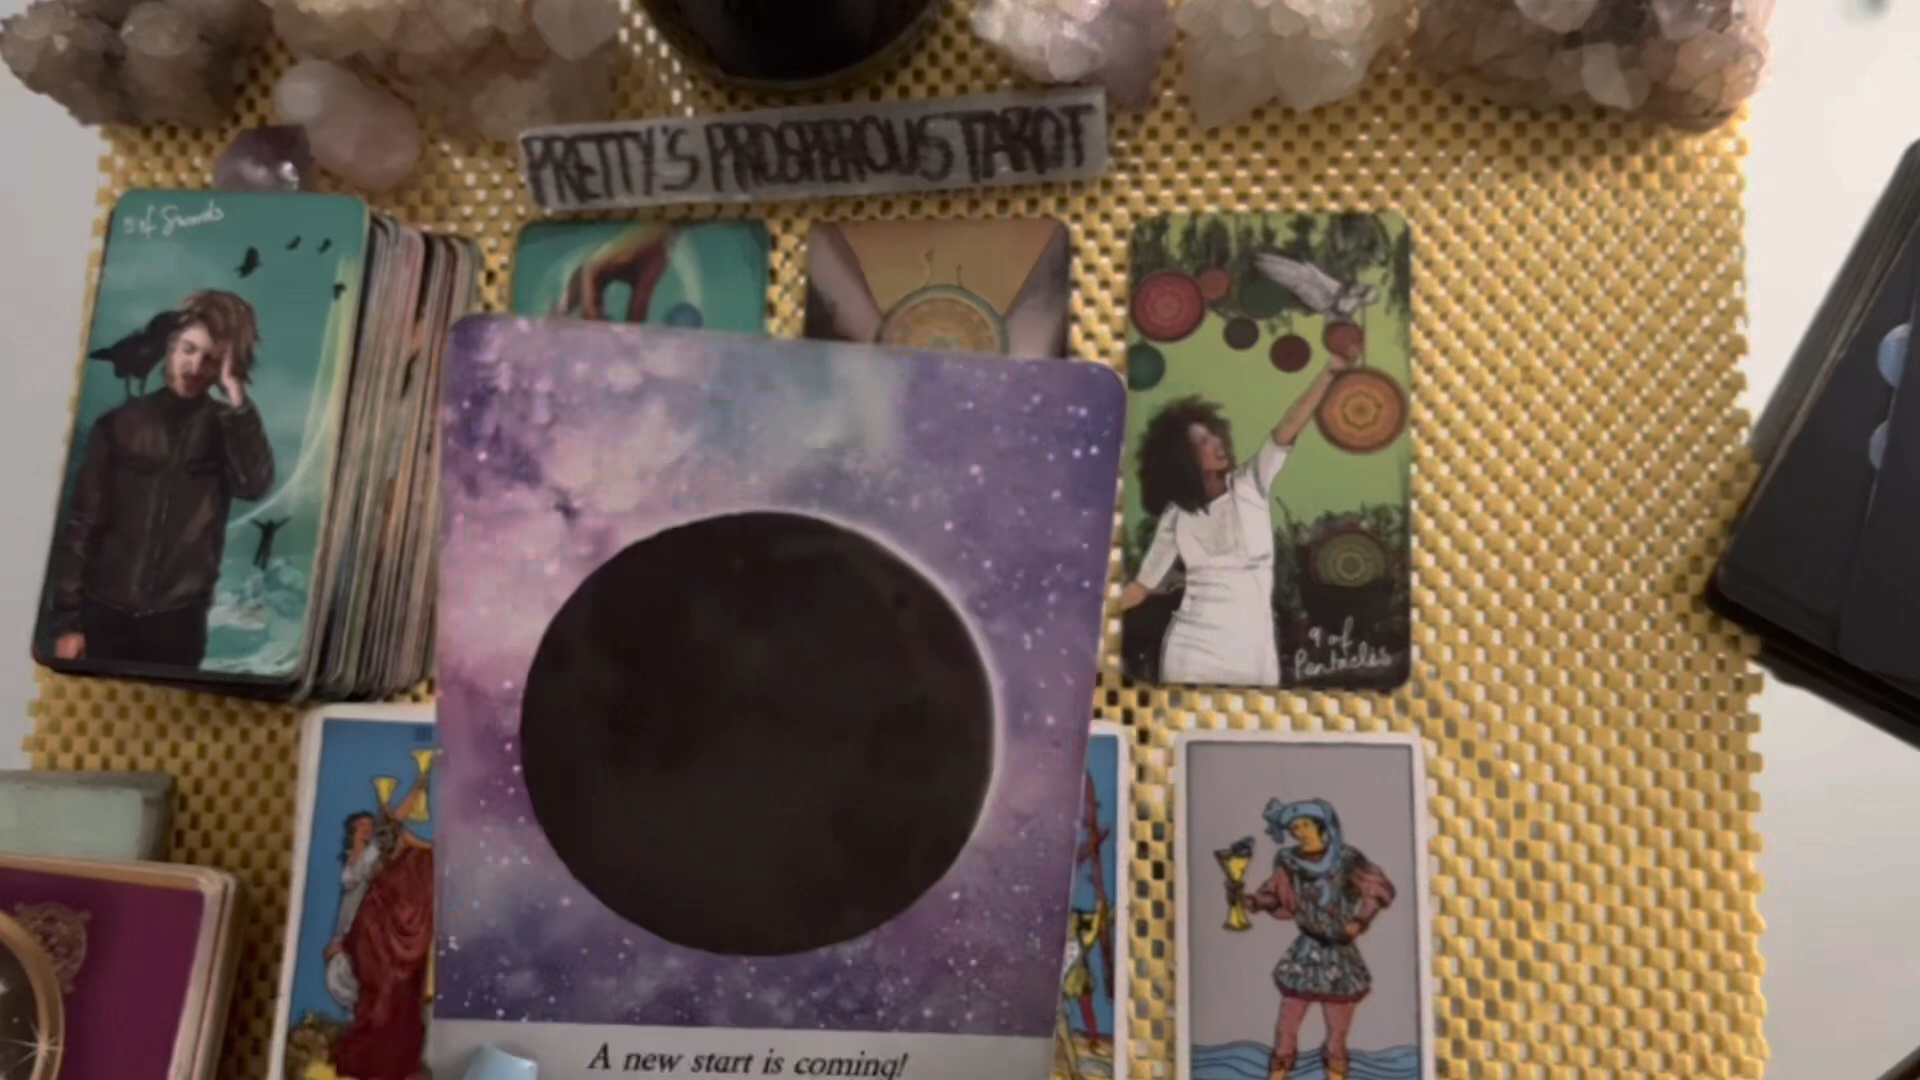 PRETTY'S PROSPEROUS TAROT
5 of Swords
9 of
Pentacles
A new start is coming!